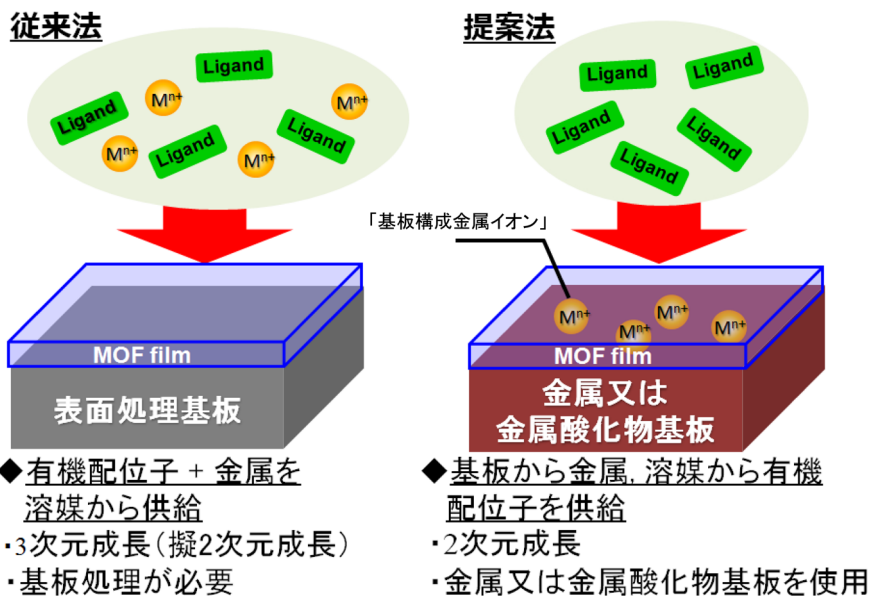 従来法
Ligand
Mⁿ⁺
Mⁿ⁺
Ligand
Ligand
Ligand
Mⁿ⁺
Mⁿ⁺
MOF film
表面処理基板
◆有機配位子 + 金属を
溶媒から供給
・3次元成長（擬2次元成長）
・基板処理が必要
提案法
Ligand
Ligand
Ligand
Ligand
Ligand
「基板構成金属イオン」
Mⁿ⁺
Mⁿ⁺
Mⁿ⁺
Mⁿ⁺
MOF film
金属又は
金属酸化物基板
◆基板から金属, 溶媒から有機
配位子を供給
・2次元成長
・金属又は金属酸化物基板を使用